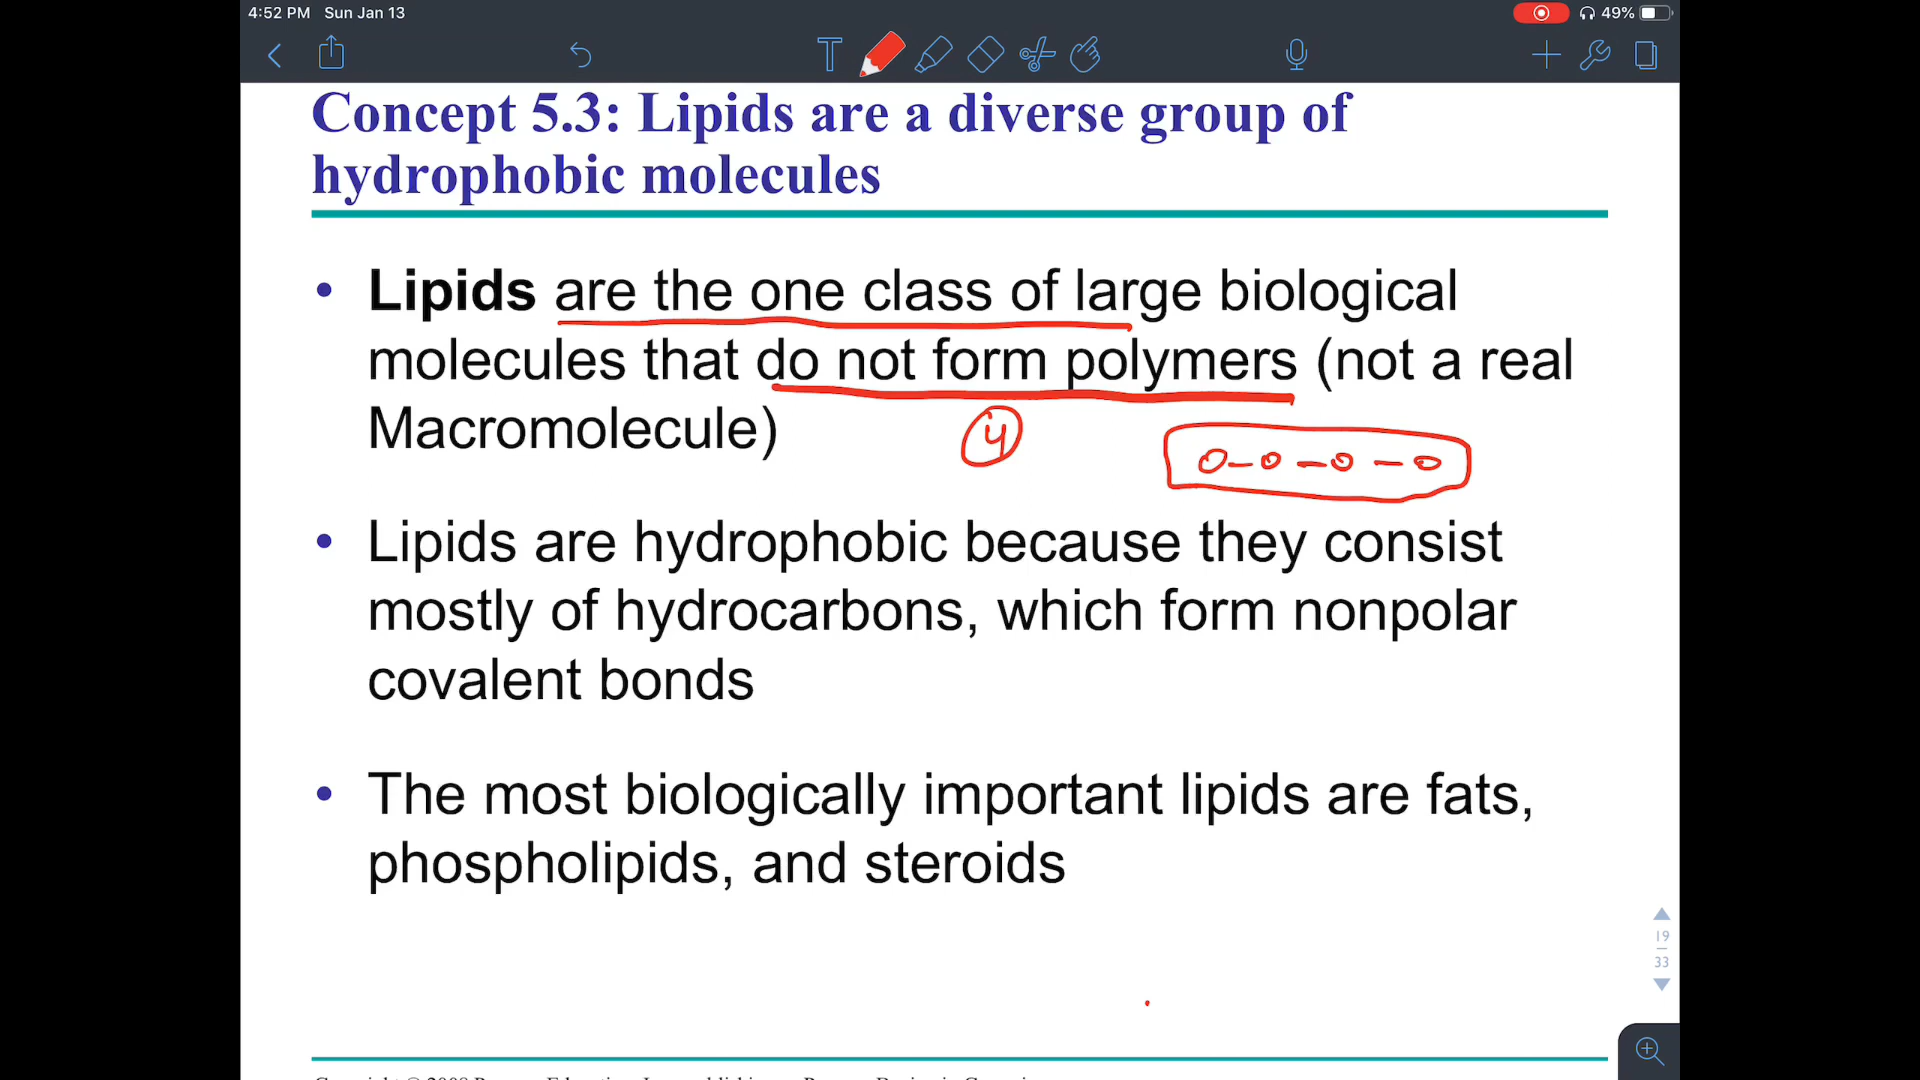 4:52 PM Sun Jan 13
49%
T
Concept 5.3: Lipids are a diverse group of
hydrophobic molecules
• Lipids are the one class of large biological
molecules that do not form polymers (not a real
Macromolecule)
4
• Lipids are hydrophobic because they consist
mostly of hydrocarbons, which form nonpolar
covalent bonds
• The most biologically important lipids are fats,
phospholipids, and steroids
19
33